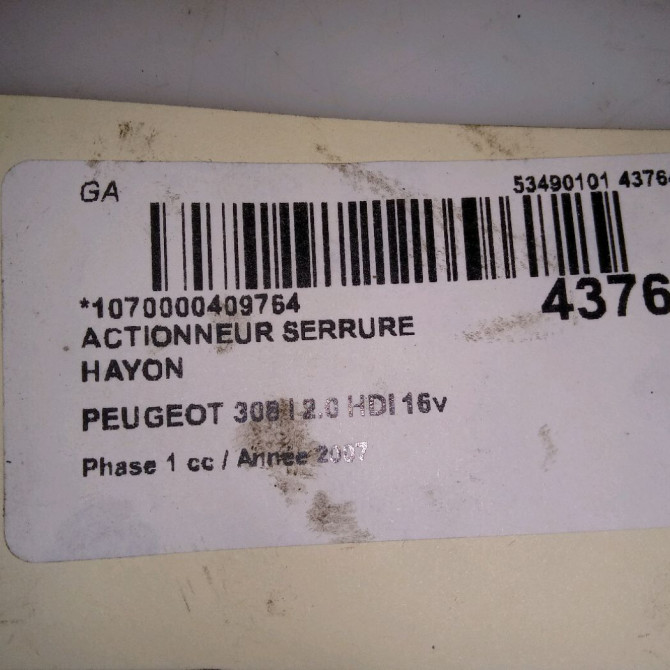 GA 53490101 4376
*1070000409764 4376
ACTIONNEUR SERRURE
HAYON
PEUGEOT 308 I 2.0 HDI 16v
Phase 1 cc / Année 2007